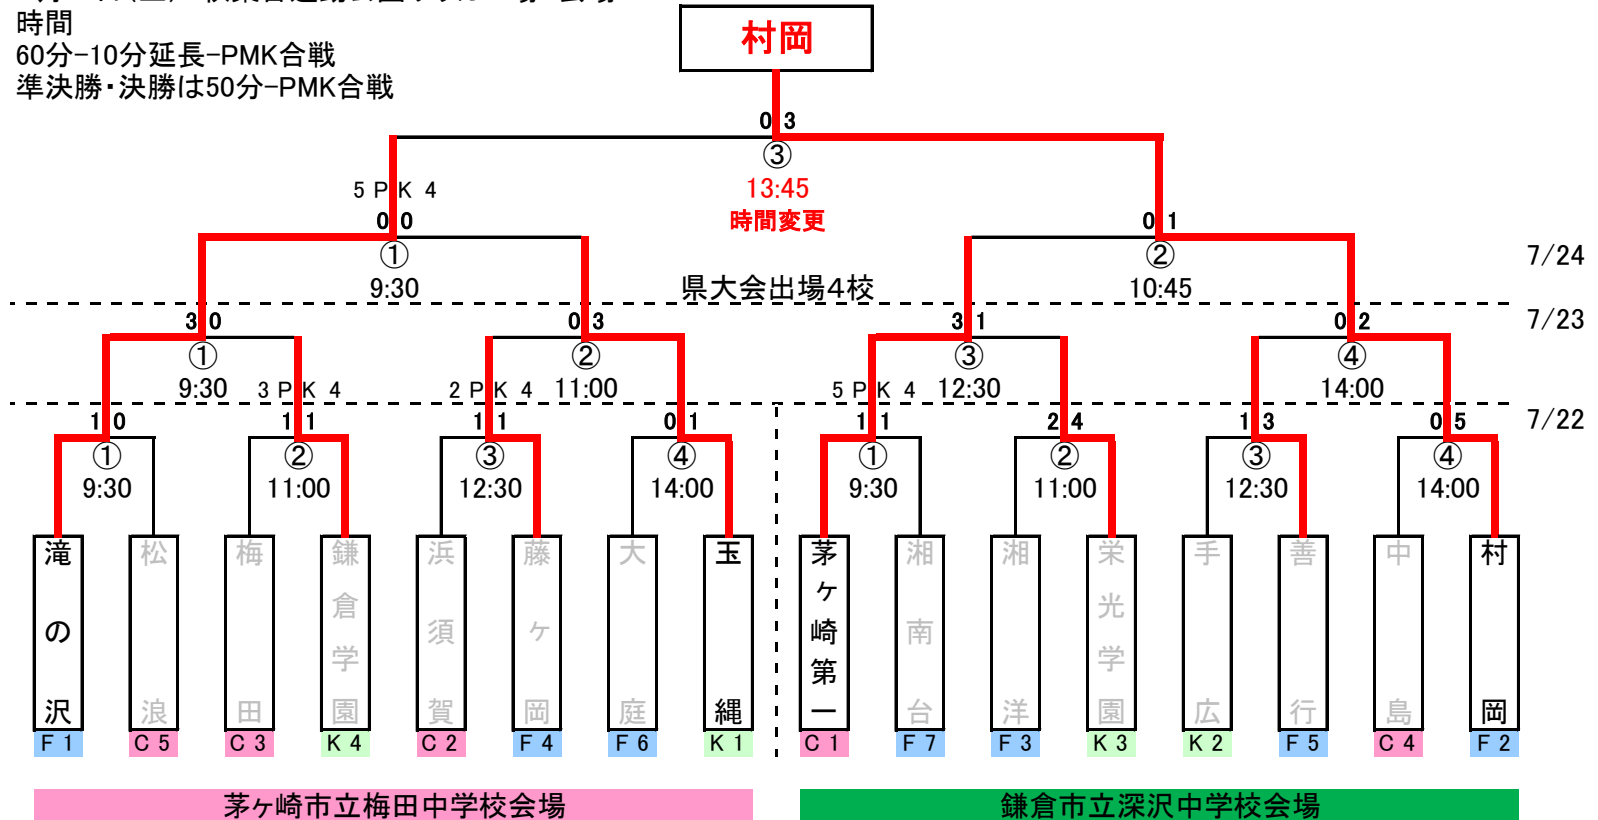 時間
60分−10分延長−PMK合戦
準決勝・決勝は50分−PMK合戦
村岡
0 3
③
13:45
時間変更
5 P K 4
0 0
①
9:30
0 1
②
10:45
7/24
県大会出場4校
3 0
①
9:30
0 3
②
11:00
3 1
③
12:30
0 2
④
14:00
7/23
3 P K 4
2 P K 4
5 P K 4
1 0
①
9:30
1 1
②
11:00
1 1
③
12:30
0 1
④
14:00
1 1
①
9:30
2 4
②
11:00
1 3
③
12:30
0 5
④
14:00
7/22
滝の沢
松浪
梅田
鎌倉学園
浜須賀
藤ヶ岡
大庭
玉縄
茅ヶ崎第一
湘南台
湘洋
栄光学園
手広
善行
中島
村岡
F 1
C 5
C 3
K 4
C 2
F 4
F 6
K 1
C 1
F 7
F 3
K 3
K 2
F 5
C 4
F 2
茅ヶ崎市立梅田中学校会場
鎌倉市立深沢中学校会場